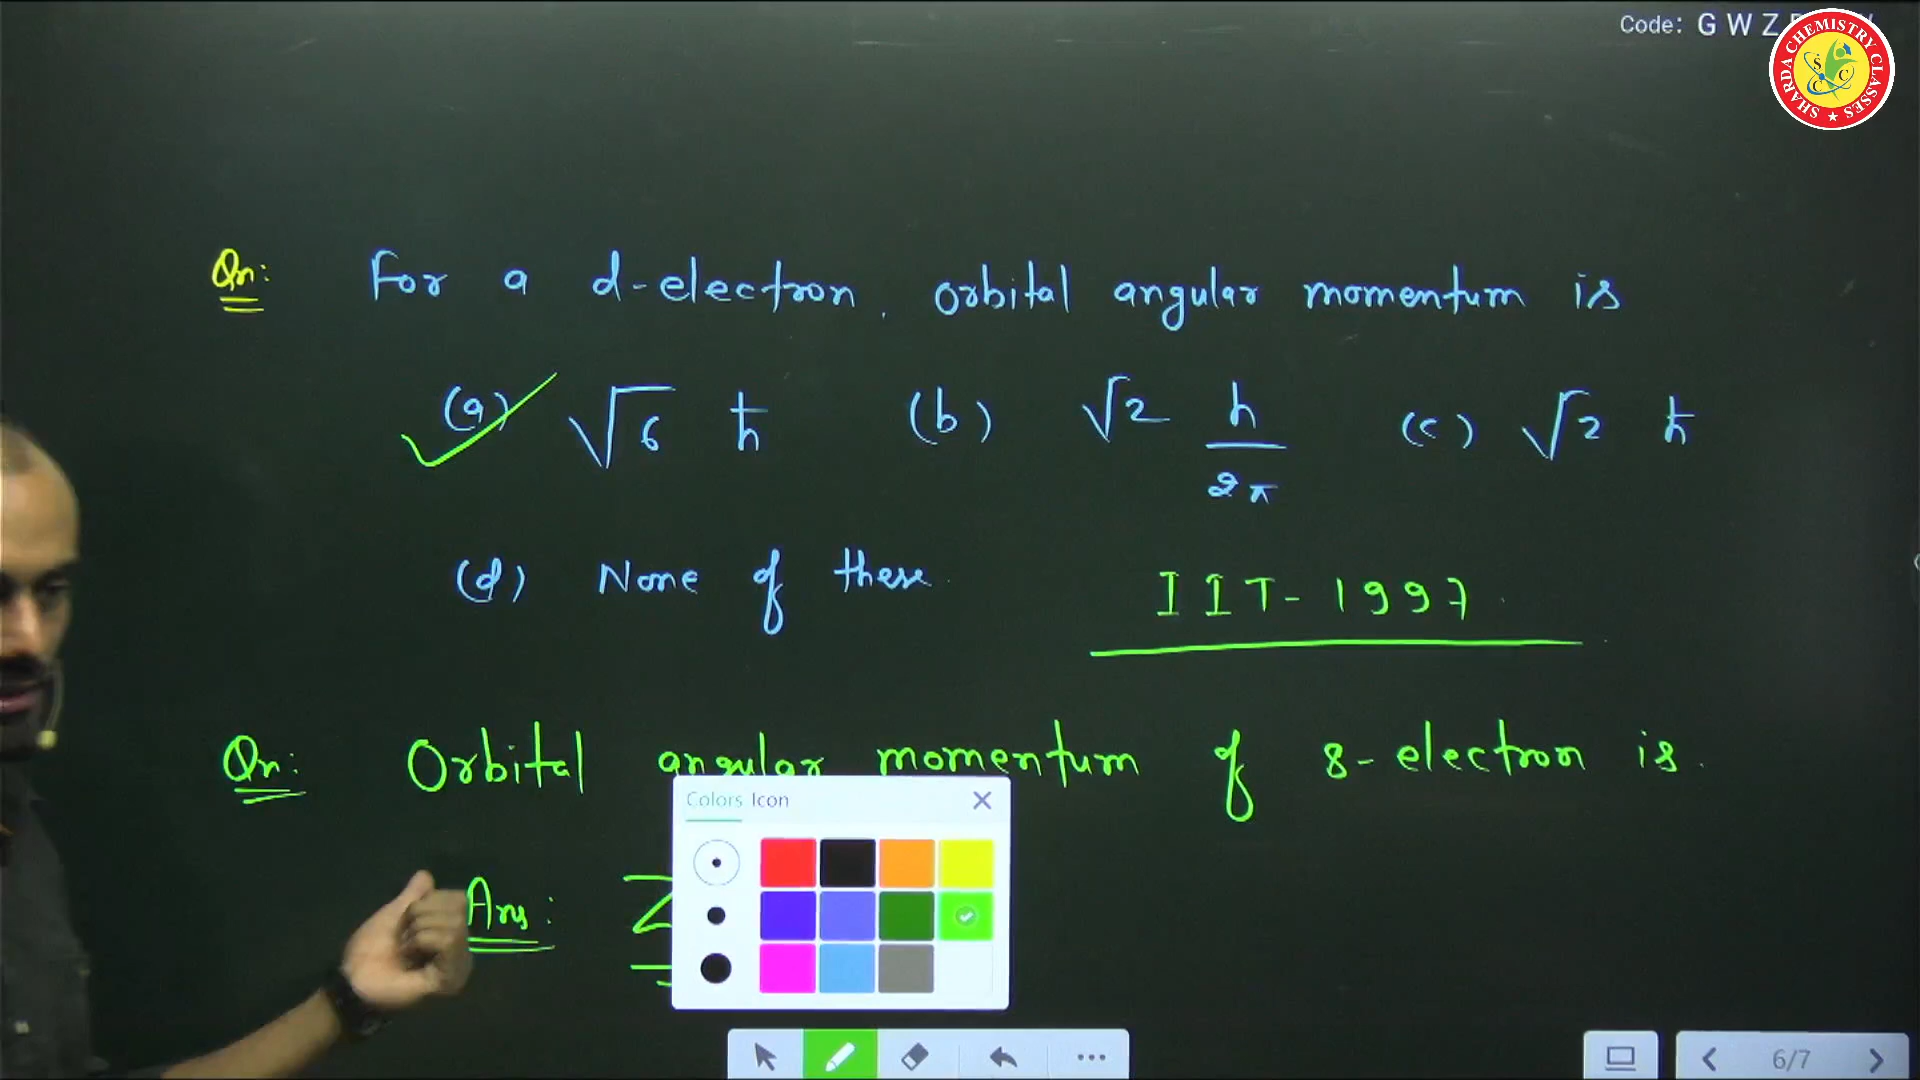 Code: G W Z
SHARDA CHEMISTRY CLASSES
S C C
Qn: For a d-electron, orbital angular momentum is
(a) √6 ħ (b) √2 h/2π (c) √2 ħ
(d) None of these
IIT-1997
Qn: Orbital angular momentum of s-electron is.
Colors Icon
Ans:
6/7